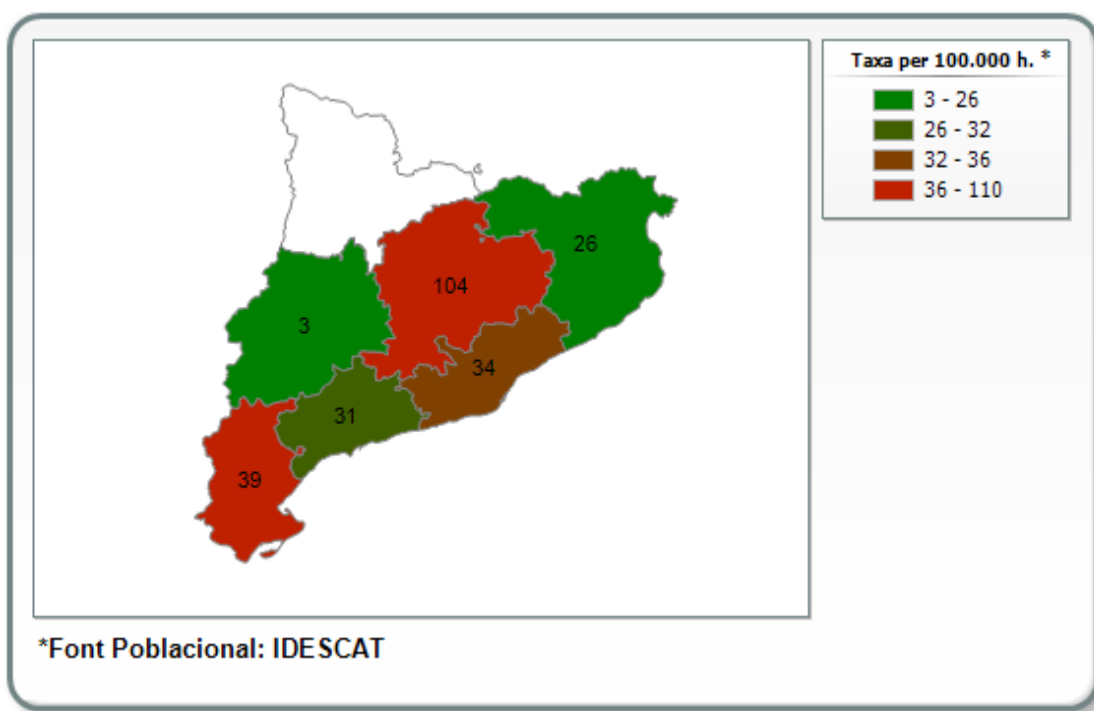 Taxa per 100.000 h. *
3 - 26
26 - 32
32 - 36
36 - 110
26
104
3
34
31
39
*Font Poblacional: IDESCAT